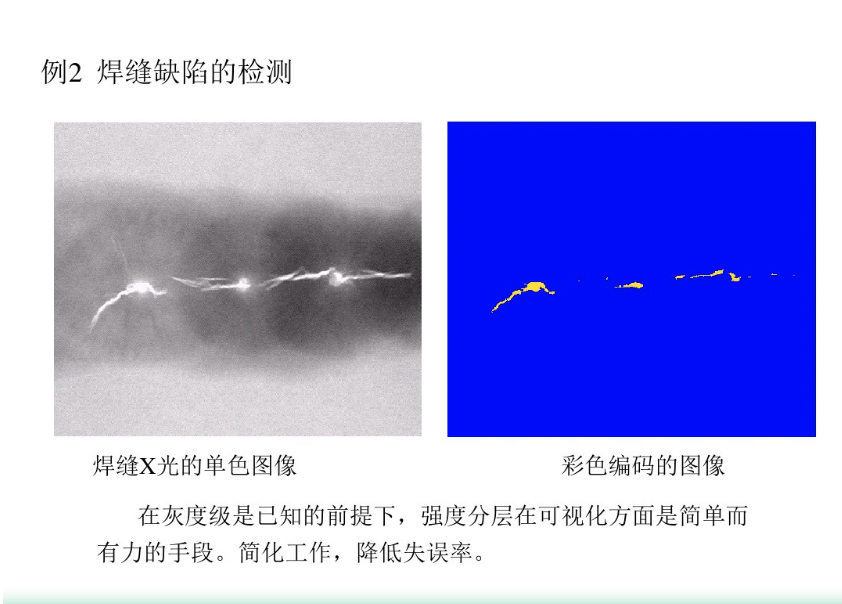 例2 焊缝缺陷的检测
焊缝X光的单色图像
彩色编码的图像
在灰度级是已知的前提下，强度分层在可视化方面是简单而
有力的手段。简化工作，降低失误率。